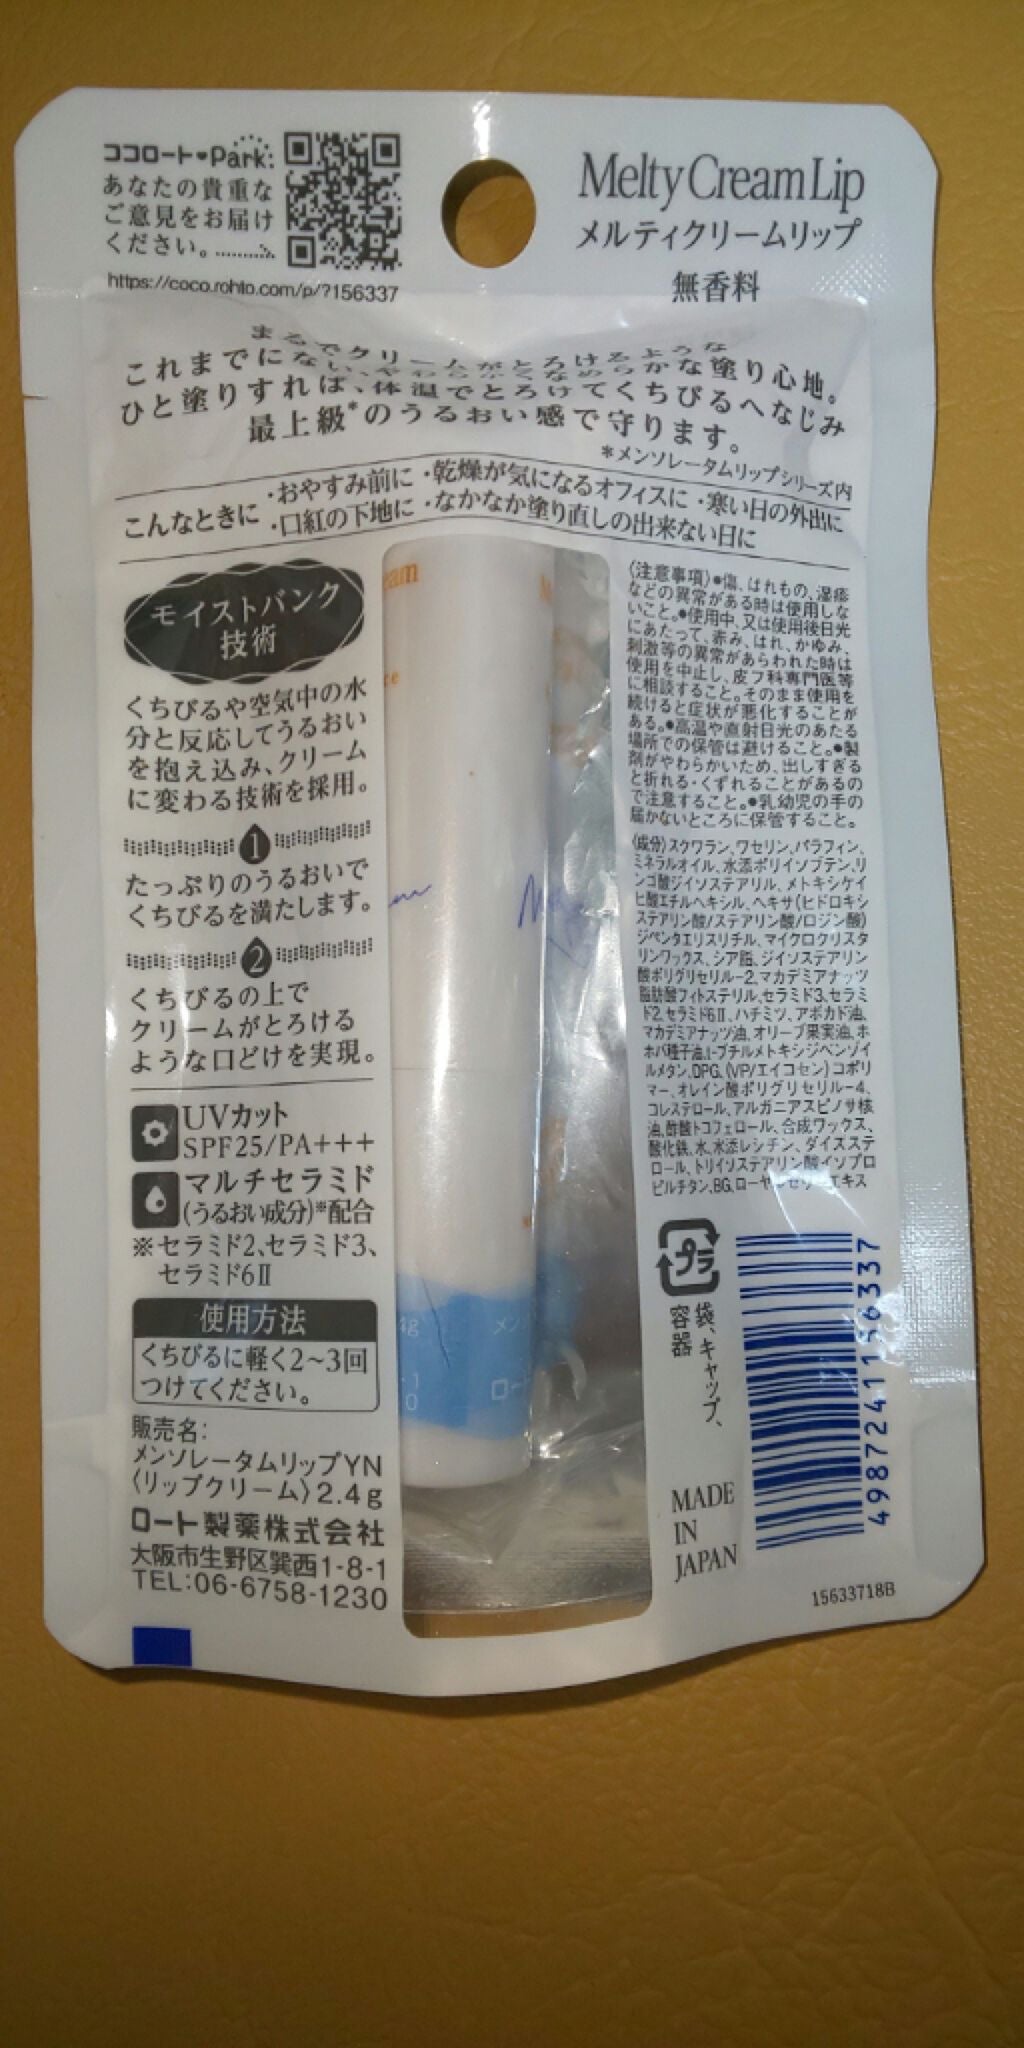 ココロート♥Park:
あなたの貴重な
ご意見をお届け
ください。
https://coco.rohto.com/p/?156337
Melty Cream Lip
メルティクリームリップ
無香料
まるでクリームがとろけるような
これまでにない、やわらかくなめらかな塗り心地。
ひと塗りすれば、体温でとろけてくちびるへなじみ
最上級*のうるおい感で守ります。
*メンソレータムリップシリーズ内
こんなときに
・おやすみ前に ・乾燥が気になるオフィスに ・寒い日の外出に
・口紅の下地に ・なかなか塗り直しの出来ない日に
モイストバンク
技術
くちびるや空気中の水
分と反応してうるおい
を抱え込み、クリーム
に変わる技術を採用。
1
たっぷりのうるおいで
くちびるを満たします。
2
くちびるの上で
クリームがとろける
ような口どけを実現。
UVカット
SPF25/PA+++
マルチセラミド
(うるおい成分)※配合
※セラミド2、セラミド3、
セラミド6Ⅱ
使用方法
くちびるに軽く2~3回
つけてください。
販売名:
メンソレータムリップYN
〈リップクリーム〉2.4g
ロート製薬株式会社
大阪市生野区巽西1-8-1
TEL:06-6758-1230
〈注意事項〉●傷、はれもの、湿疹
などの異常がある時は使用しな
いこと。●使用中、又は使用後日光
にあたって、赤み、はれ、かゆみ、
刺激等の異常があらわれた時は
使用を中止し、皮フ科専門医等
に相談すること。そのまま使用を
続けると症状が悪化することが
ある。●高温や直射日光のあたる
場所での保管は避けること。●製
剤がやわらかいため、出しすぎる
と折れる・くずれることがあるの
で注意すること。●乳幼児の手の
届かないところに保管すること。
〈成分〉スクワラン、ワセリン、パラフィン、
ミネラルオイル、水添ポリイソブテン、リ
ンゴ酸ジイソステアリル、メトキシケイ
ヒ酸エチルヘキシル、ヘキサ(ヒドロキシ
ステアリン酸/ステアリン酸/ロジン酸)
ジペンタエリスリチル、マイクロクリスタ
リンワックス、シア脂、ジイソステアリン
酸ポリグリセリル-2、マカデミアナッツ
脂肪酸フィトステリル、セラミド3、セラミ
ド2、セラミド6Ⅱ、ハチミツ、アボカド油、
マカデミアナッツ油、オリーブ果実油、ホ
ホバ種子油、t-ブチルメトキシジベンゾイ
ルメタン、DPG、(VP/エイコセン)コポリ
マー、オレイン酸ポリグリセリル-4、
コレステロール、アルガニアスピノサ核
油、酢酸トコフェロール、合成ワックス、
酸化鉄、水、水添レシチン、ダイズステ
ロール、トリイソステアリン酸イソプロ
ピルチタン、BG、ローヤルゼリーエキス
プラ
袋、キャップ、
容器
MADE
IN
JAPAN
4987241156337
15633718B